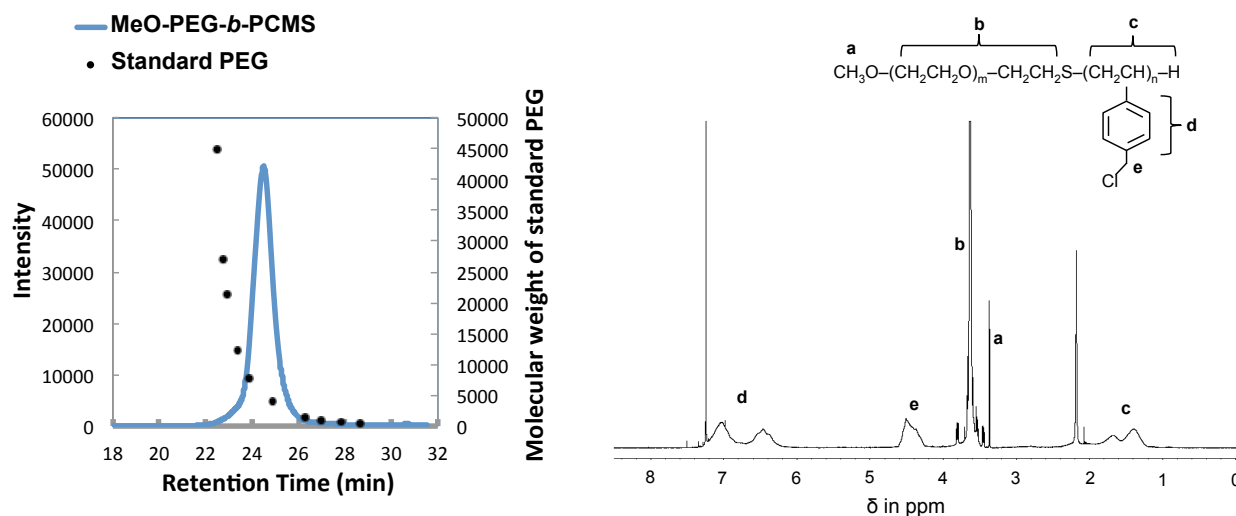 MeO-PEG-b-PCMS
Standard PEG
Intensity
60000
50000
40000
30000
20000
10000
0
50000
45000
40000
35000
30000
25000
20000
15000
10000
5000
0
Molecular weight of standard PEG
18 20 22 24 26 28 30 32
Retention Time (min)
a b c
CH₃O–(CH₂CH₂O)ₘ–CH₂CH₂S–(CH₂CH)ₙ–H
d
e
Cl
b
a
d e c
8 7 6 5 4 3 2 1 0
δ in ppm